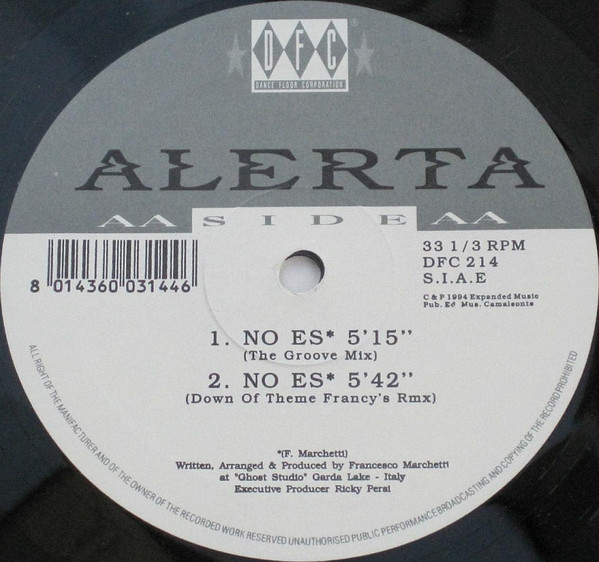 DFC
®
DANCE FLOOR CORPORATION
ALERTA
AA SIDE AA
33 1/3 RPM
DFC 214
S.I.A.E
C & P 1994 Expanded Music
Pub. Ed. Mus. Camaleonte
8 014360 031446
1. NO ES* 5'15"
(The Groove Mix)
2. NO ES* 5'42"
(Down Of Theme Francy's Rmx)
*(F. Marchetti)
Written, Arranged & Produced by Francesco Marchetti
at "Ghost Studio" Garda Lake - Italy
Executive Producer Ricky Persi
ALL RIGHT OF THE MANUFACTURER AND OF THE OWNER OF THE RECORDED WORK RESERVED UNAUTHORISED PUBLIC PERFORMANCE BROADCASTING AND COPYING OF THE RECORD PROHIBITED